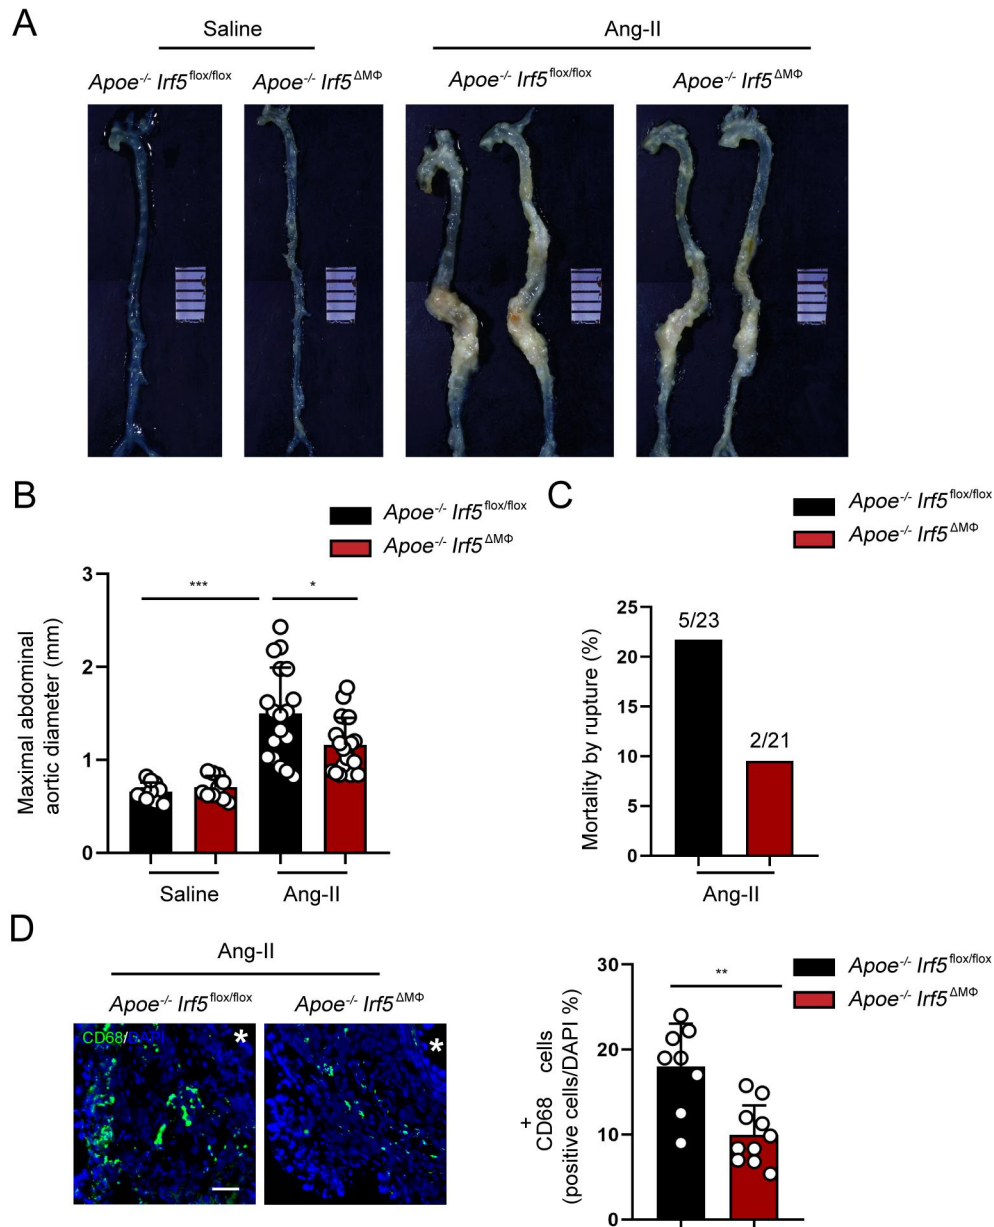 A
Saline
Ang-II
Apoe-/- Irf5flox/flox
Apoe-/- Irf5ΔMΦ
Apoe-/- Irf5flox/flox
Apoe-/- Irf5ΔMΦ
B
Apoe-/- Irf5flox/flox
Apoe-/- Irf5ΔMΦ
Maximal abdominal
aortic diameter (mm)
3
2
1
0
***
*
Saline
Ang-II
C
Apoe-/- Irf5flox/flox
Apoe-/- Irf5ΔMΦ
Mortality by rupture (%)
25
20
15
10
5
0
5/23
2/21
Ang-II
D
Ang-II
Apoe-/- Irf5flox/flox
Apoe-/- Irf5ΔMΦ
CD68/DAPI
*
*
CD68+ cells
(positive cells/DAPI %)
30
20
10
0
**
Apoe-/- Irf5flox/flox
Apoe-/- Irf5ΔMΦ